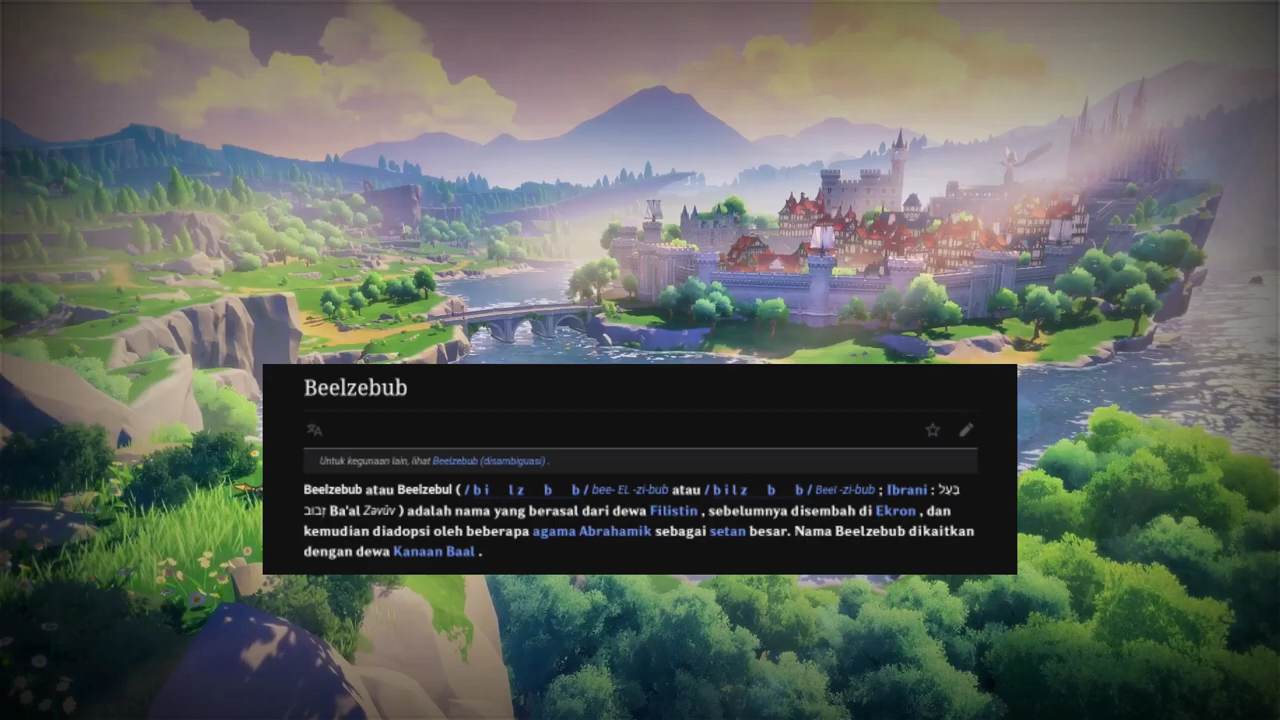 Beelzebub
Untuk kegunaan lain, lihat Beelzebub (disambiguasi) .
Beelzebub atau Beelzebul ( / b i l z b b / bee- EL -zi-bub atau / b i l z b b / Beel -zi-bub ; Ibrani : בַּעַל
זְבוּב Ba'al Zəvûv ) adalah nama yang berasal dari dewa Filistin , sebelumnya disembah di Ekron , dan
kemudian diadopsi oleh beberapa agama Abrahamik sebagai setan besar. Nama Beelzebub dikaitkan
dengan dewa Kanaan Baal .